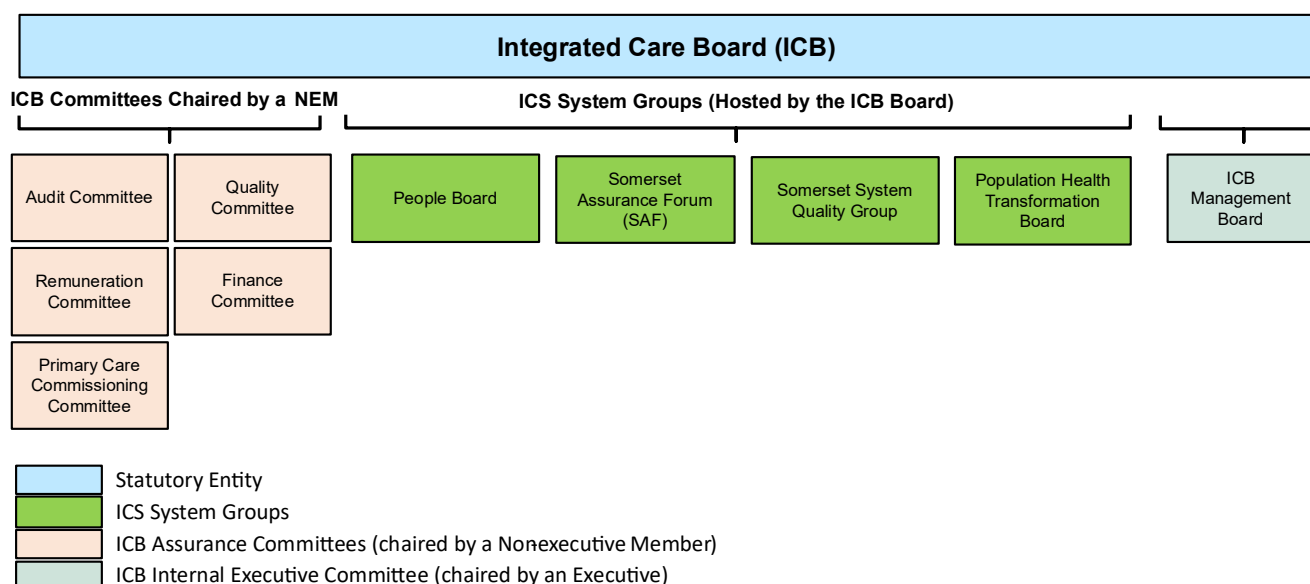 Integrated Care Board (ICB)
ICB Committees Chaired by a NEM
ICS System Groups (Hosted by the ICB Board)
Audit Committee
Quality
Committee
People Board
Somerset
Assurance Forum
(SAF)
Somerset System
Quality Group
Population Health
Transformation
Board
ICB
Management
Board
Remuneration
Committee
Finance
Committee
Primary Care
Commissioning
Committee
Statutory Entity
ICS System Groups
ICB Assurance Committees (chaired by a Non-executive Member)
ICB Internal Executive Committee (chaired by an Executive)